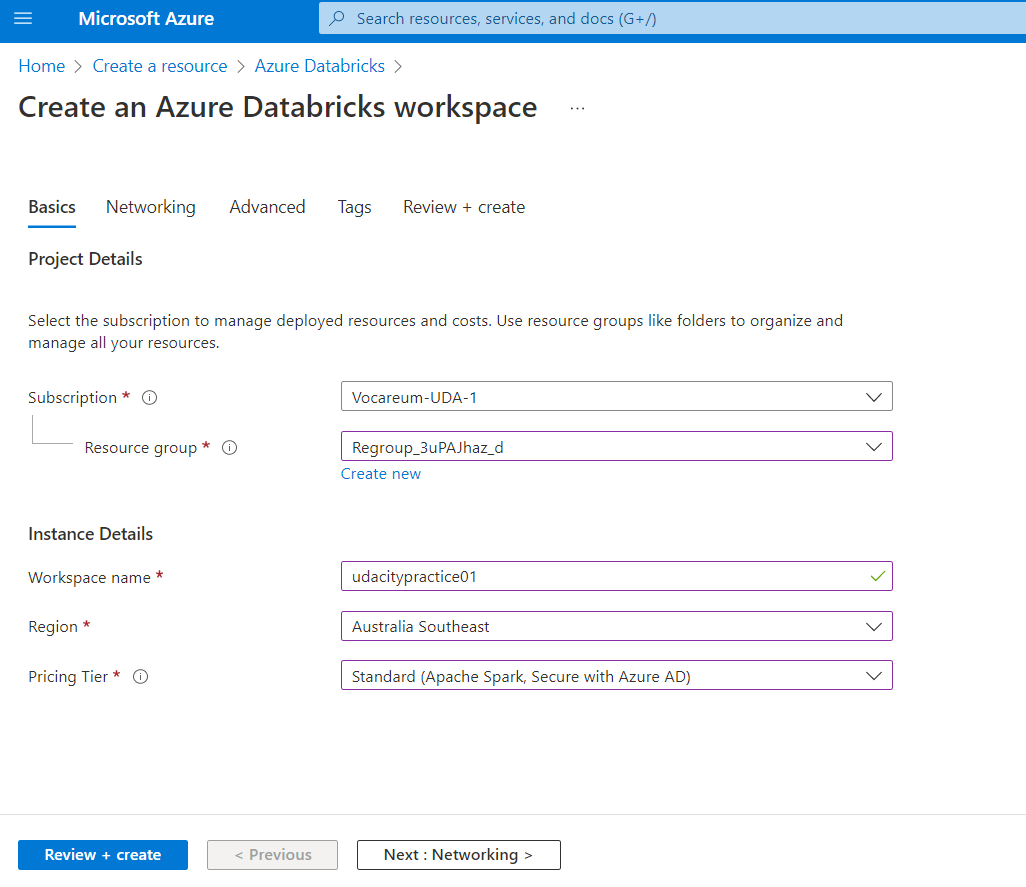 Microsoft Azure
Search resources, services, and docs (G+/)
Home > Create a resource > Azure Databricks >
Create an Azure Databricks workspace ...
Basics Networking Advanced Tags Review + create
Project Details
Select the subscription to manage deployed resources and costs. Use resource groups like folders to organize and
manage all your resources.
Subscription * Vocareum-UDA-1
Resource group * Regroup_3uPAJhaz_d
Create new
Instance Details
Workspace name * udacitypractice01
Region * Australia Southeast
Pricing Tier * Standard (Apache Spark, Secure with Azure AD)
Review + create < Previous Next : Networking >